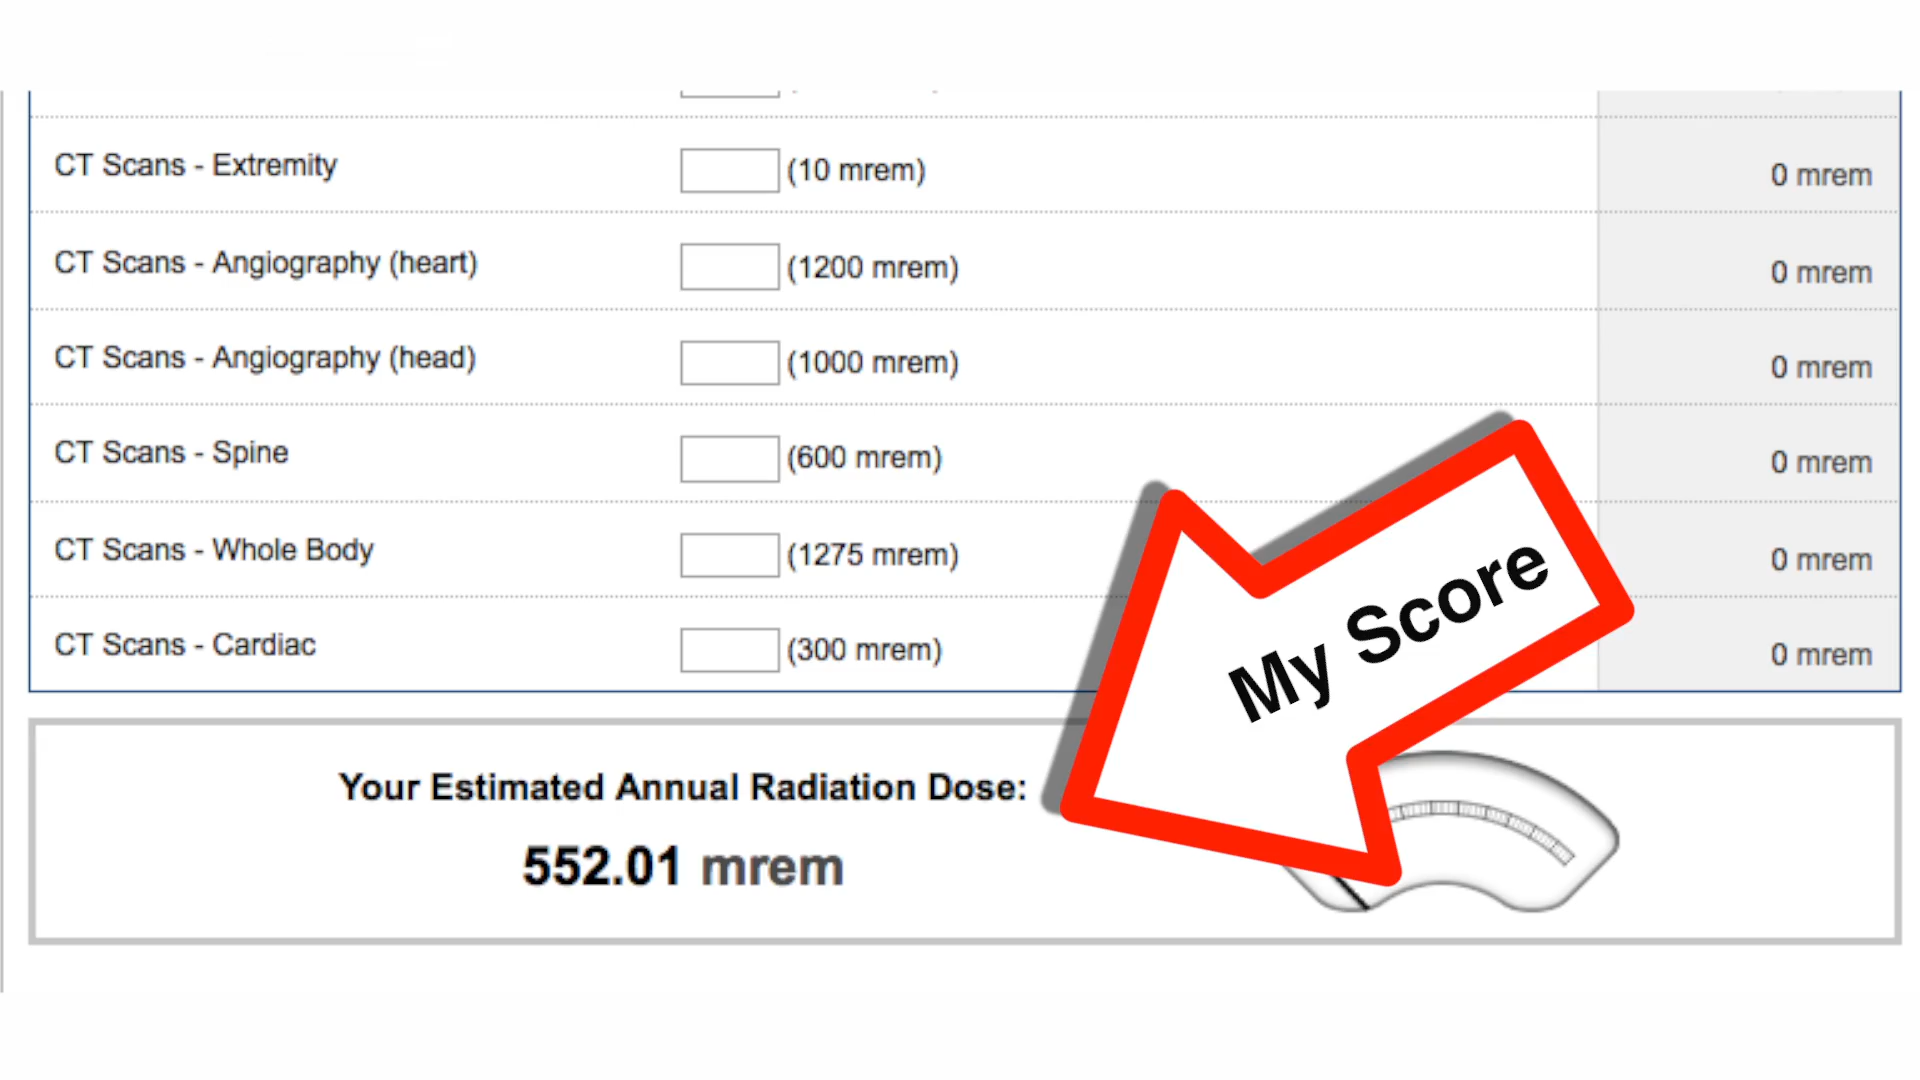 CT Scans - Extremity (10 mrem) 0 mrem
CT Scans - Angiography (heart) (1200 mrem) 0 mrem
CT Scans - Angiography (head) (1000 mrem) 0 mrem
CT Scans - Spine (600 mrem) 0 mrem
CT Scans - Whole Body (1275 mrem) 0 mrem
CT Scans - Cardiac (300 mrem) 0 mrem
My Score
Your Estimated Annual Radiation Dose:
552.01 mrem